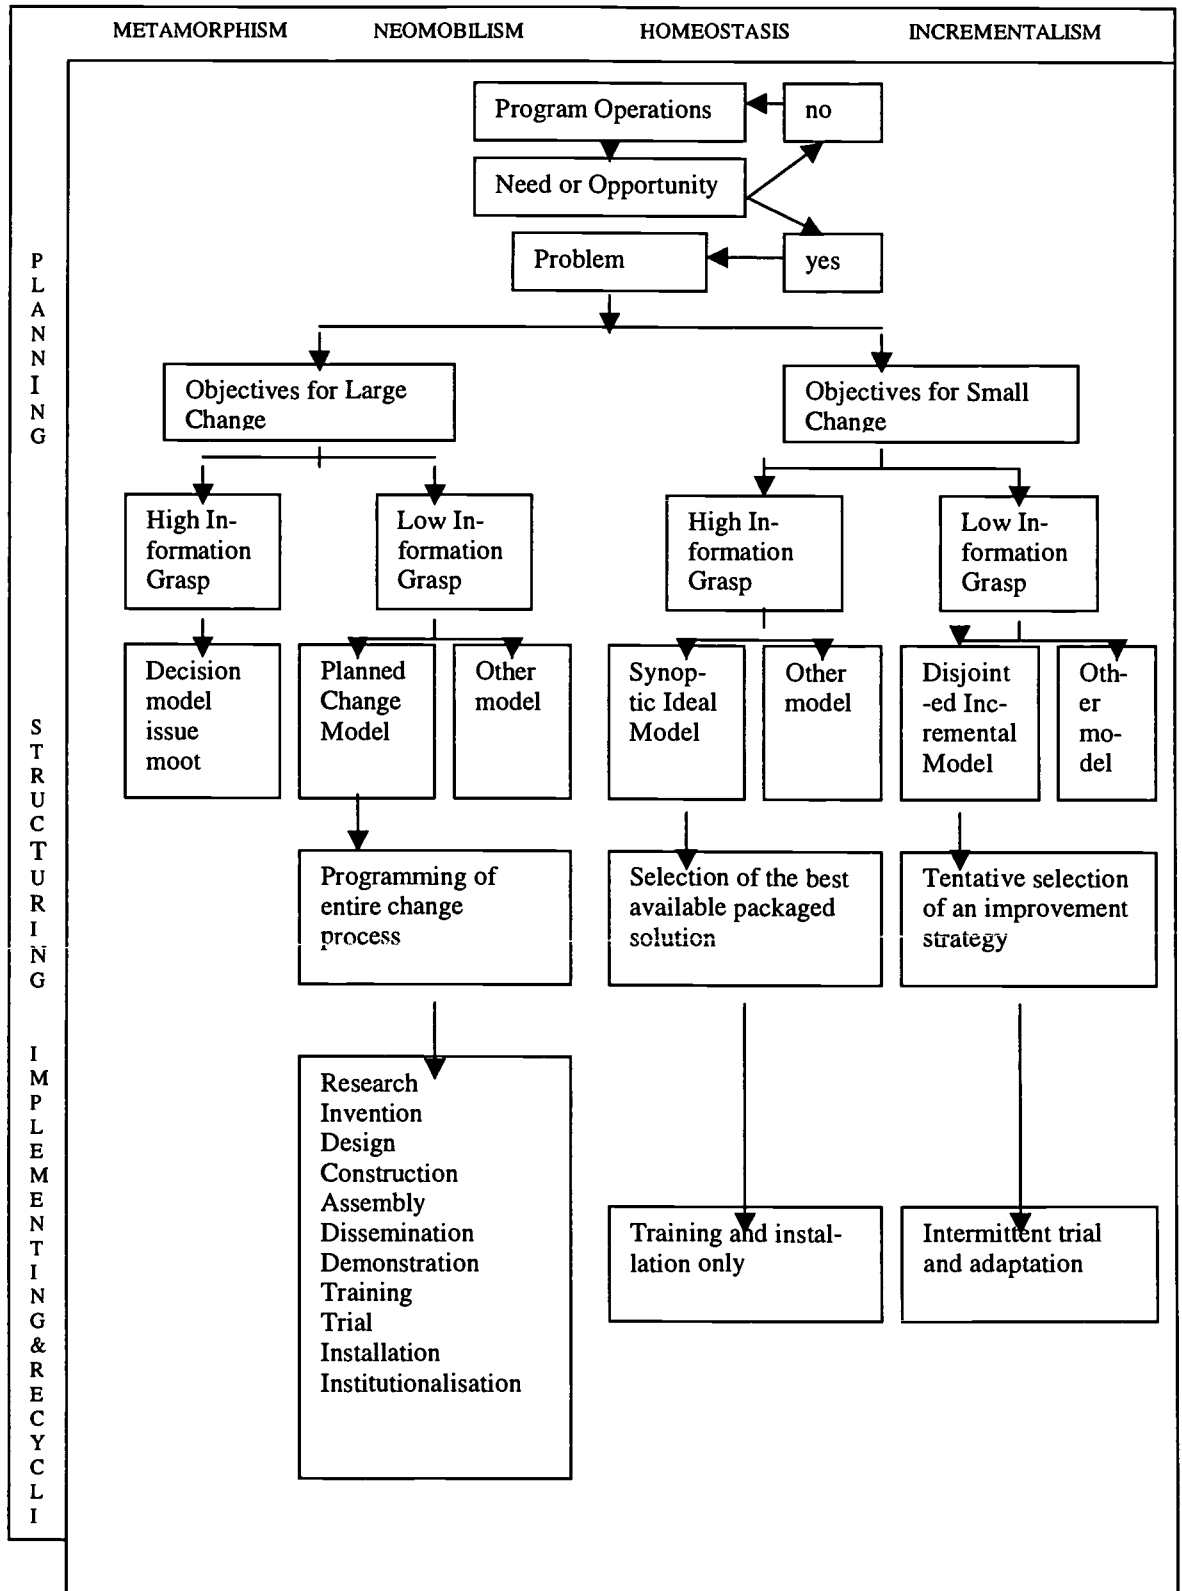 METAMORPHISM NEOMOBILISM HOMEOSTASIS INCREMENTALISM
Program Operations
no
Need or Opportunity
Problem
yes
PLANNING
Objectives for Large
Change
Objectives for Small
Change
High In-
formation
Grasp
Low In-
formation
Grasp
High In-
formation
Grasp
Low In-
formation
Grasp
STRUCTURING
Decision
model
issue
moot
Planned
Change
Model
Other
model
Synop-
tic Ideal
Model
Other
model
Disjoint
-ed Inc-
remental
Model
Oth-
er
mo-
del
Programming of
entire change
process
Selection of the best
available packaged
solution
Tentative selection
of an improvement
strategy
IMPLEMENTING&RECYCLI
Research
Invention
Design
Construction
Assembly
Dissemination
Demonstration
Training
Trial
Installation
Institutionalisation
Training and instal-
lation only
Intermittent trial
and adaptation